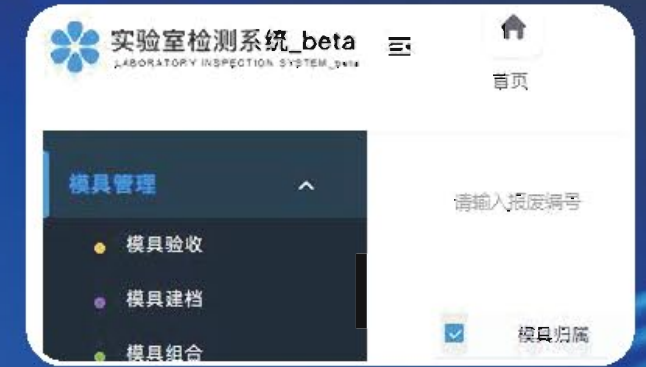 实验室检测系统_beta
LABORATORY INSPECTION SYSTEM_beta
首页
模具管理
请输入报废编号
模具验收
模具建档
模具归属
模具组合